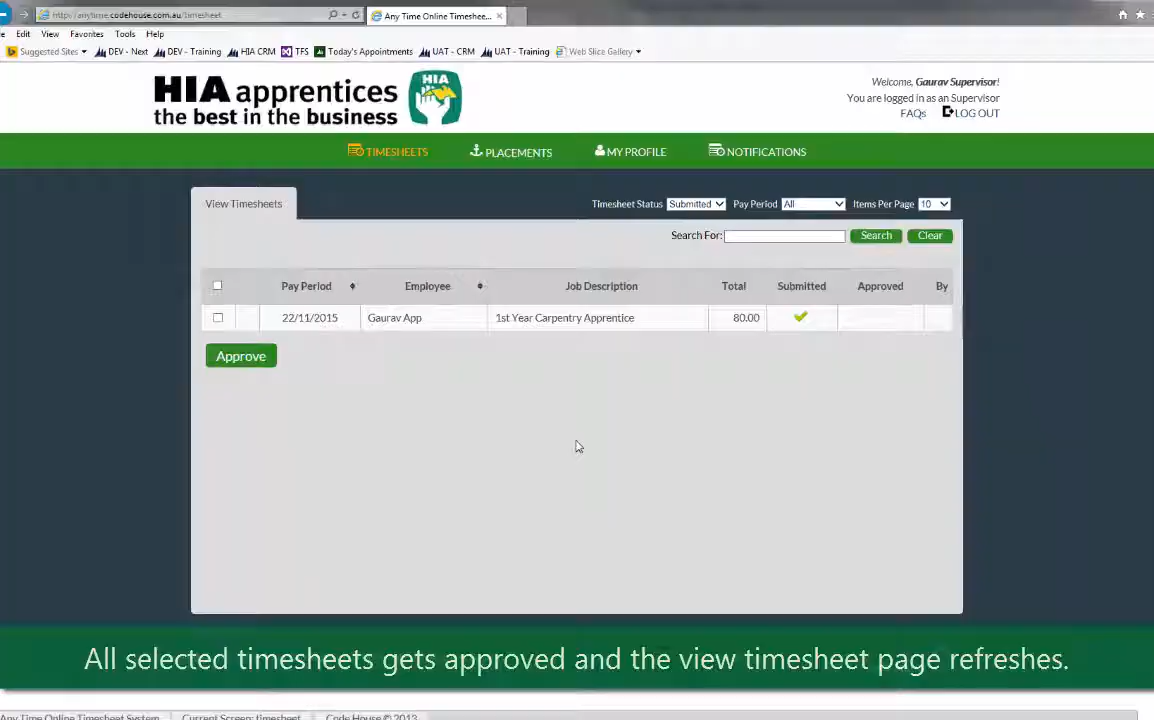 http://anytime.codehouse.com.au/timesheet
Any Time Online Timeshee...
Edit View Favorites Tools Help
Suggested Sites DEV - Next DEV - Training HIA CRM TFS Today's Appointments UAT - CRM UAT - Training Web Slice Gallery
HIA apprentices
the best in the business
HIA
Welcome, Gaurav Supervisor!
You are logged in as an Supervisor
FAQs LOG OUT
TIMESHEETS PLACEMENTS MY PROFILE NOTIFICATIONS
View Timesheets
Timesheet Status Submitted Pay Period All Items Per Page 10
Search For: Search Clear
Pay Period Employee Job Description Total Submitted Approved By
22/11/2015 Gaurav App 1st Year Carpentry Apprentice 80.00
Approve
All selected timesheets gets approved and the view timesheet page refreshes.
Any Time Online Timesheet System Current Screen: timesheet Code House © 2013